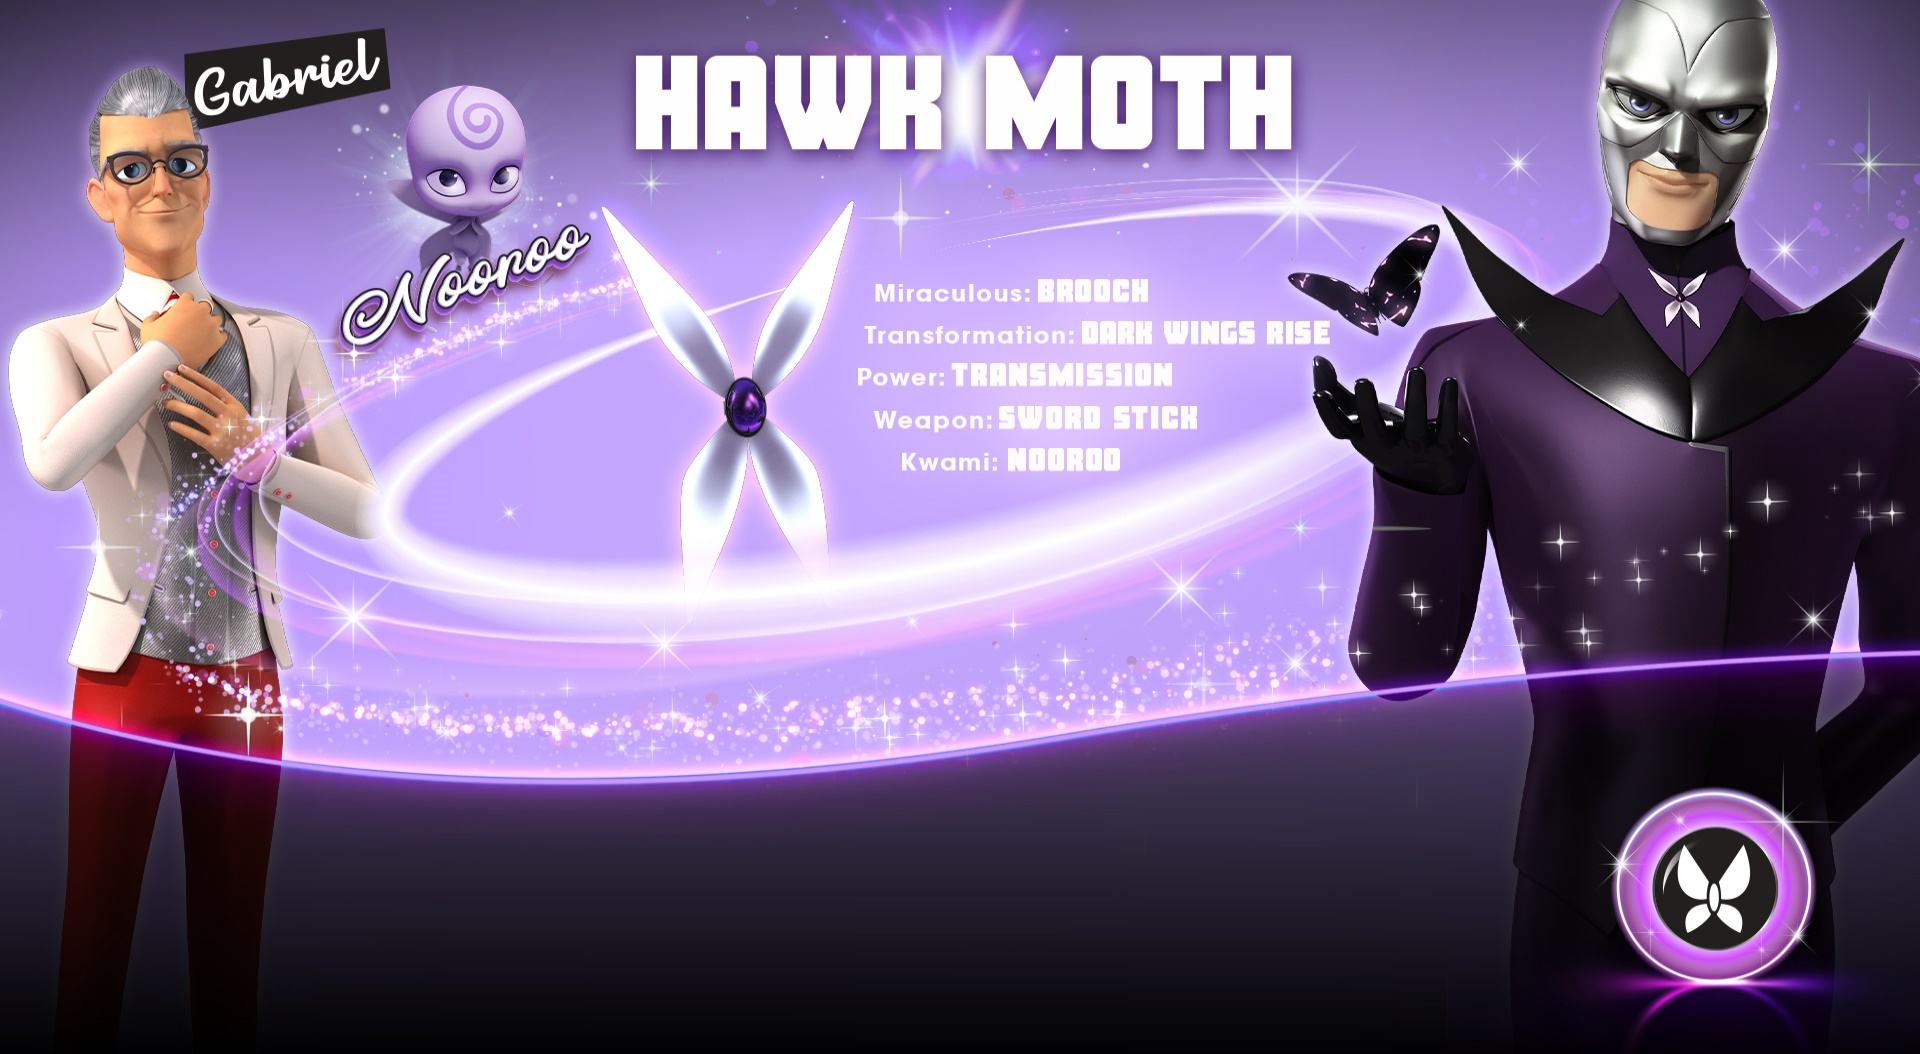 Gabriel
HAWK MOTH
Nooroo
Miraculous: BROOCH
Transformation: DARK WINGS RISE
Power: TRANSMISSION
Weapon: SWORD STICK
Kwami: NOOROO